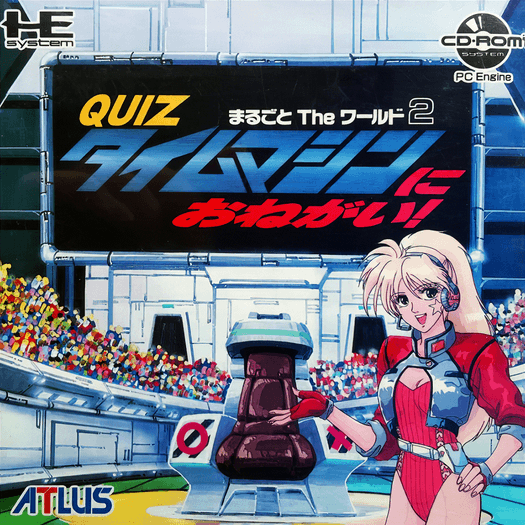 HE
system
CD-ROM²
SYSTEM
PC Engine
QUIZ まるごと The ワールド2
タイムマシンに
おねがい!
ATLUS